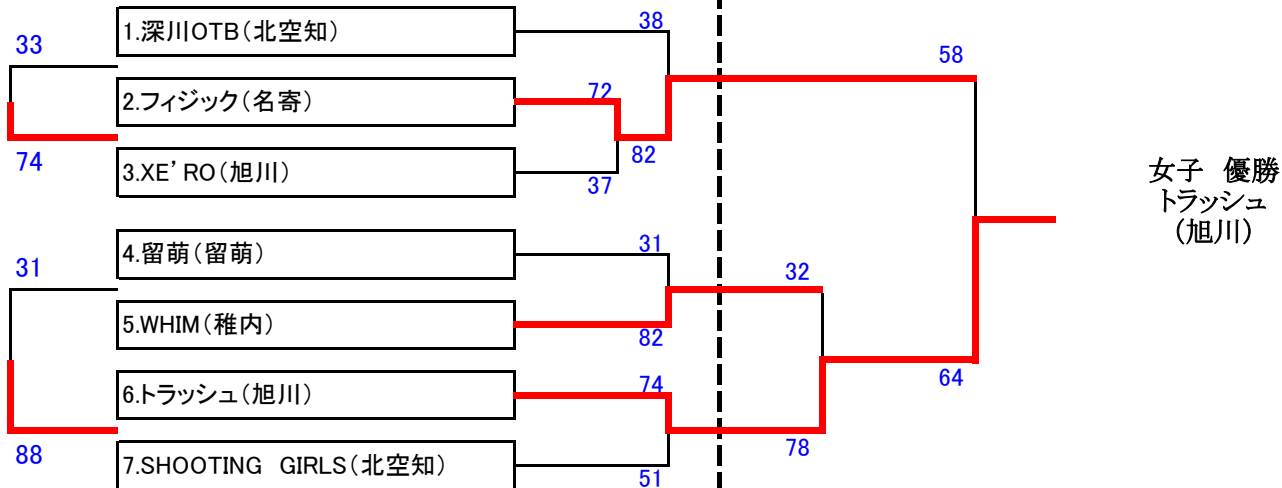 38
1.深川OTB(北空知)
33
58
2.フィジック(名寄)
72
74
82
3.XE'RO(旭川)
37
女子　優勝
トラッシュ
(旭川)
31
4.留萌(留萌)
31
32
5.WHIM(稚内)
82
6.トラッシュ(旭川)
74
64
88
78
7.SHOOTING　GIRLS(北空知)
51